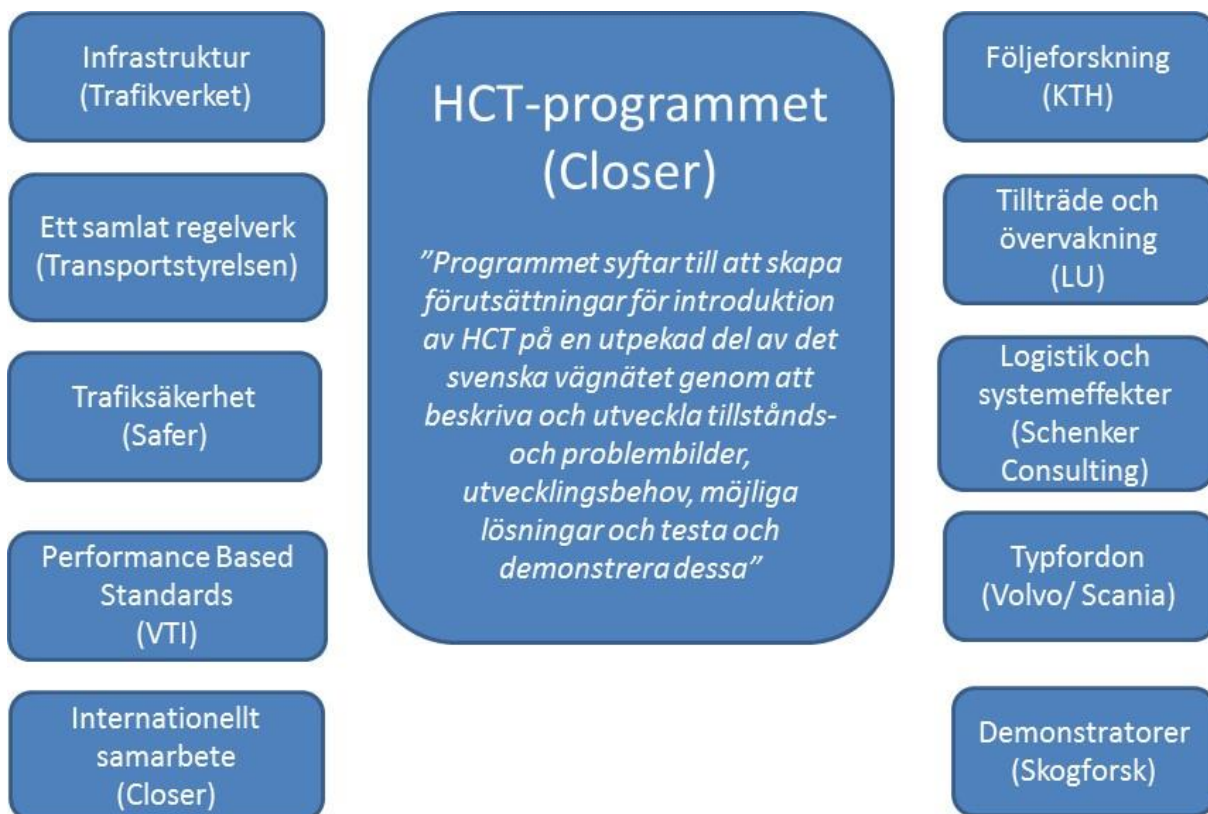 Infrastruktur
(Trafikverket)
Ett samlat regelverk
(Transportstyrelsen)
Trafiksäkerhet
(Safer)
Performance Based
Standards
(VTI)
Internationellt
samarbete
(Closer)
HCT-programmet
(Closer)
”Programmet syftar till att skapa
förutsättningar för introduktion
av HCT på en utpekad del av det
svenska vägnätet genom att
beskriva och utveckla tillstånds-
och problembilder,
utvecklingsbehov, möjliga
lösningar och testa och
demonstrera dessa”
Följeforskning
(KTH)
Tillträde och
övervakning
(LU)
Logistik och
systemeffekter
(Schenker
Consulting)
Typfordon
(Volvo/ Scania)
Demonstratorer
(Skogforsk)